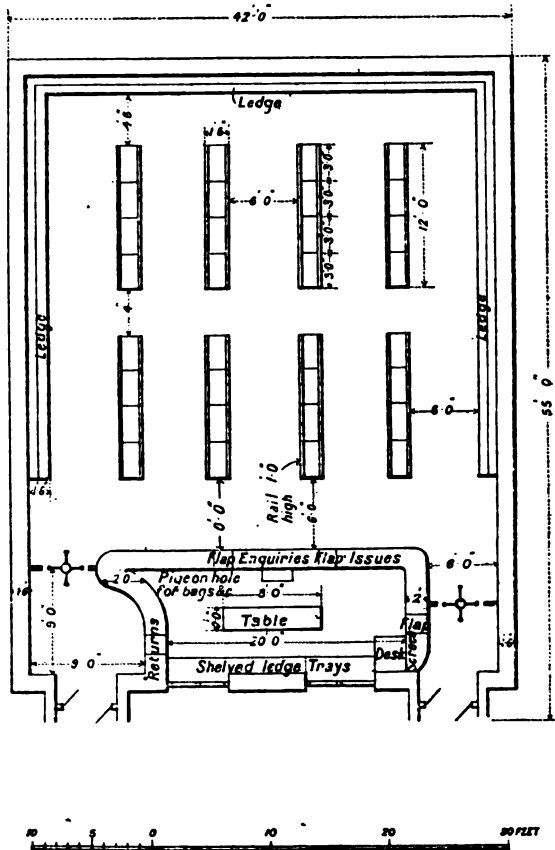 42'·0"
Ledge
4'6
1'6"
6'·0"
3'0" 3'0" 3'0" 3'0"
12'·0"
Ledge
Ledge
4'
55'·0"
6'·0"
1'6"
Rail 1'·0"
high
6'·0"
Flap Enquiries Flap Issues
6'·0"
2'0"
Pigeon hole
for bags &c
8'·0"
2"
1'6
9'·0"
Table
Flap
20'·0"
Returns
Desk
9'·0"
Shelved ledge Trays
10 5 0 10 20 30 FEET